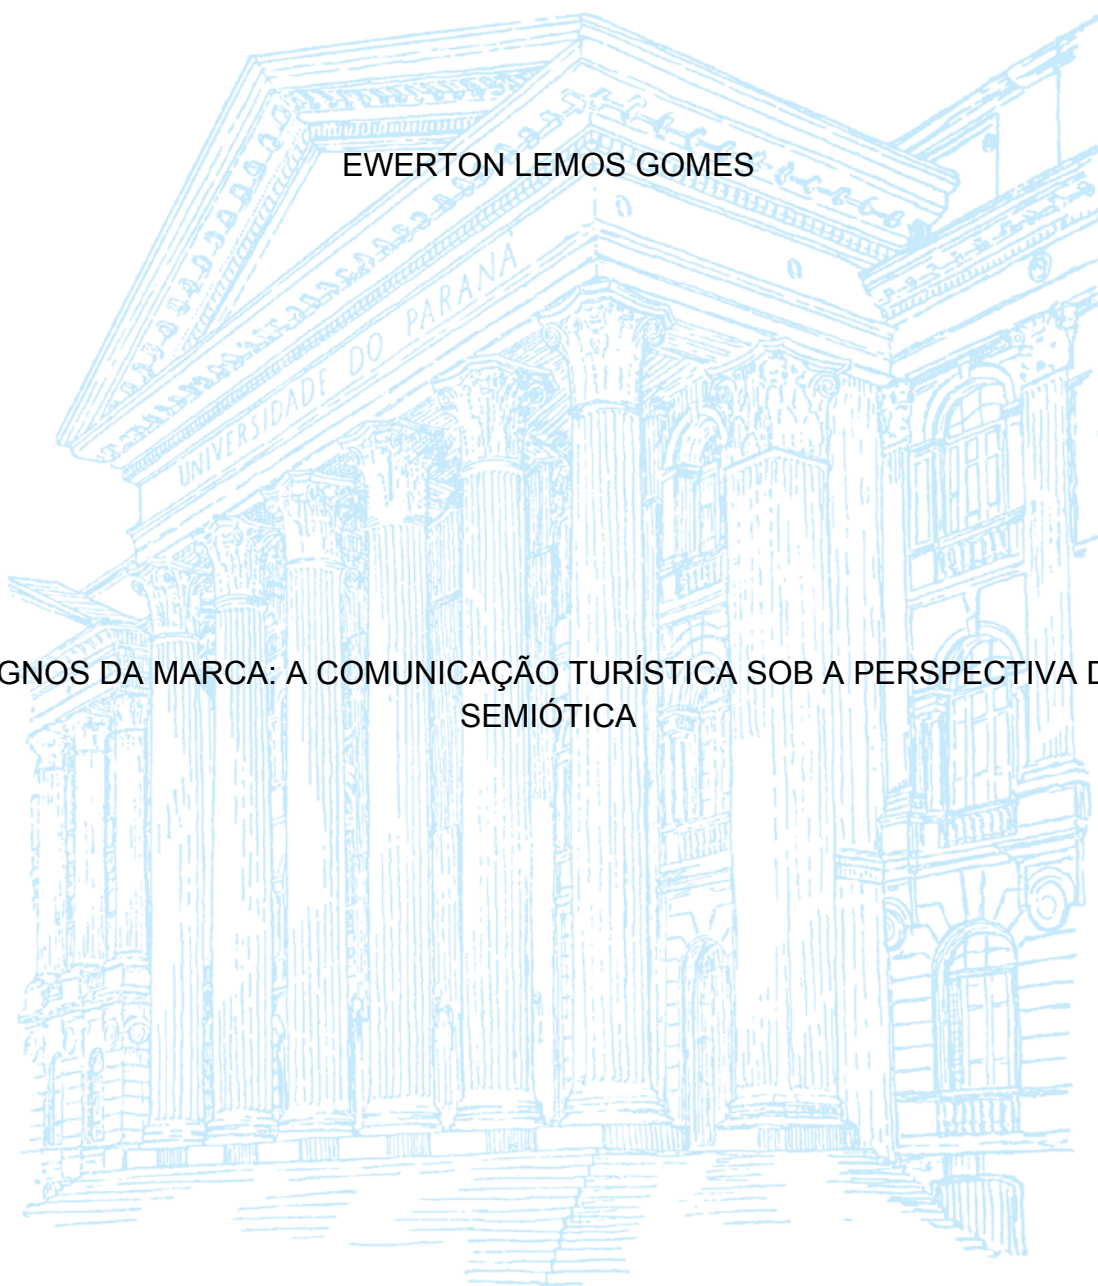 EWERTON LEMOS GOMES
UNIVERSIDADE DO PARANÁ
GNOS DA MARCA: A COMUNICAÇÃO TURÍSTICA SOB A PERSPECTIVA D
SEMIÓTICA